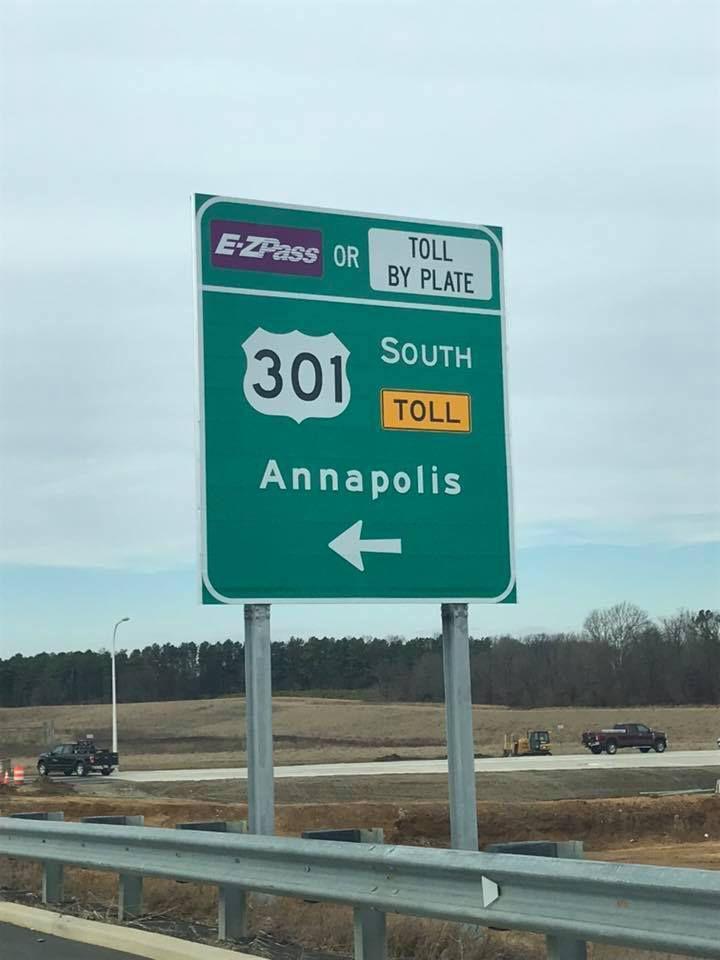 E-ZPass OR TOLL
BY PLATE
301 SOUTH
TOLL
Annapolis